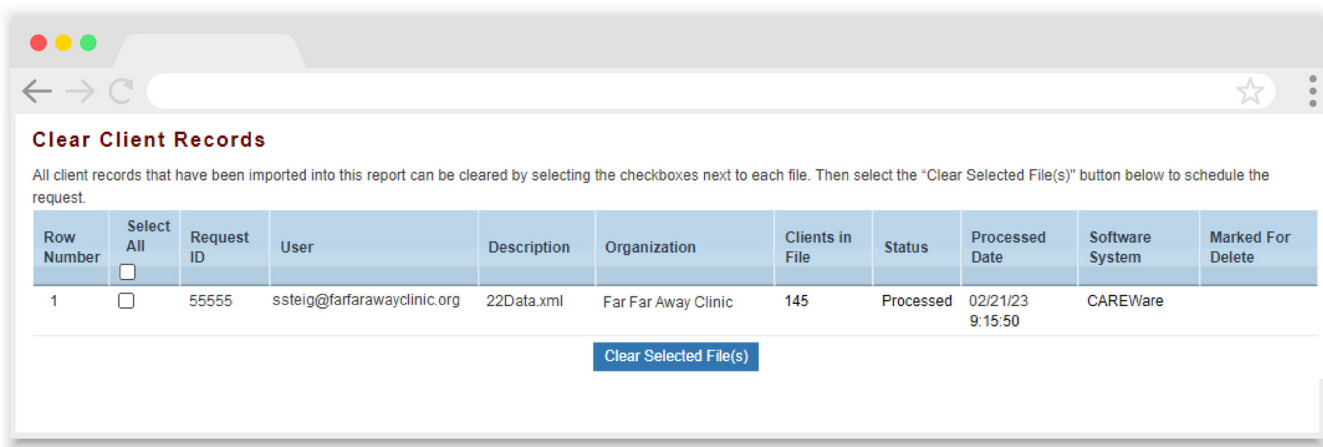 Clear Client Records
All client records that have been imported into this report can be cleared by selecting the checkboxes next to each file. Then select the “Clear Selected File(s)" button below to schedule the
request.
Row Number Select All Request ID User Description Organization Clients in File Status Processed Date Software System Marked For Delete
1 55555 ssteig@farfarawayclinic.org 22Data.xml Far Far Away Clinic 145 Processed 02/21/23 9:15:50 CAREWare
Clear Selected File(s)